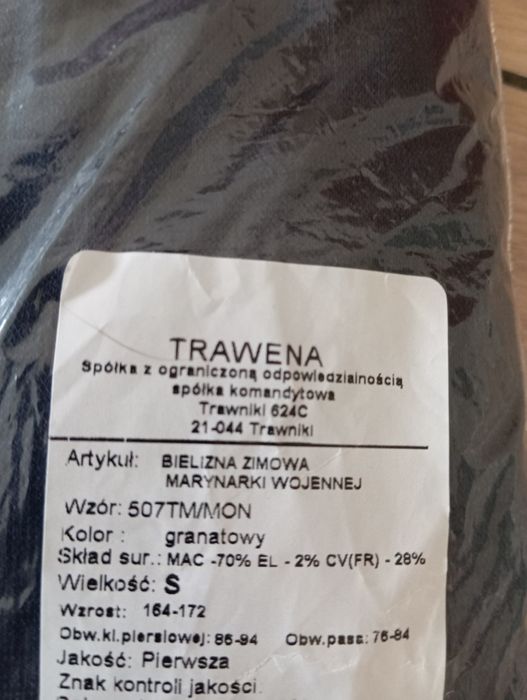 TRAWENA
Spółka z ograniczoną odpowiedzialnością
spółka komandytowa
Trawniki 624C
21-044 Trawniki
Artykuł: BIELIZNA ZIMOWA
MARYNARKI WOJENNEJ
Wzór: 507TM/MON
Kolor : granatowy
Skład sur.: MAC -70% EL - 2% CV(FR) - 28%
Wielkość: S
Wzrost: 164-172
Obw.kl.piersiowej: 86-94 Obw.pasa: 76-84
Jakość: Pierwsza
Znak kontroli jakości